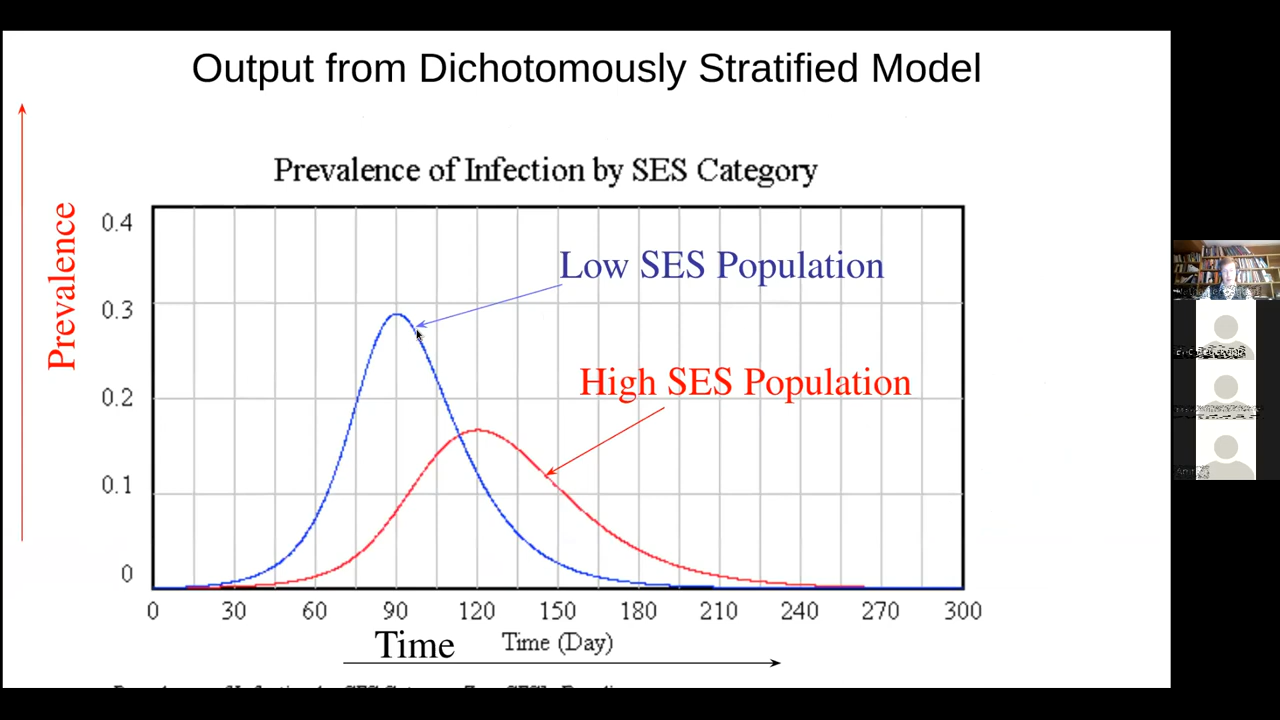 Output from Dichotomously Stratified Model
Prevalence of Infection by SES Category
Prevalence
0.4
0.3
0.2
0.1
0
Low SES Population
High SES Population
0 30 60 90 120 150 180 210 240 270 300
Time
Time (Day)